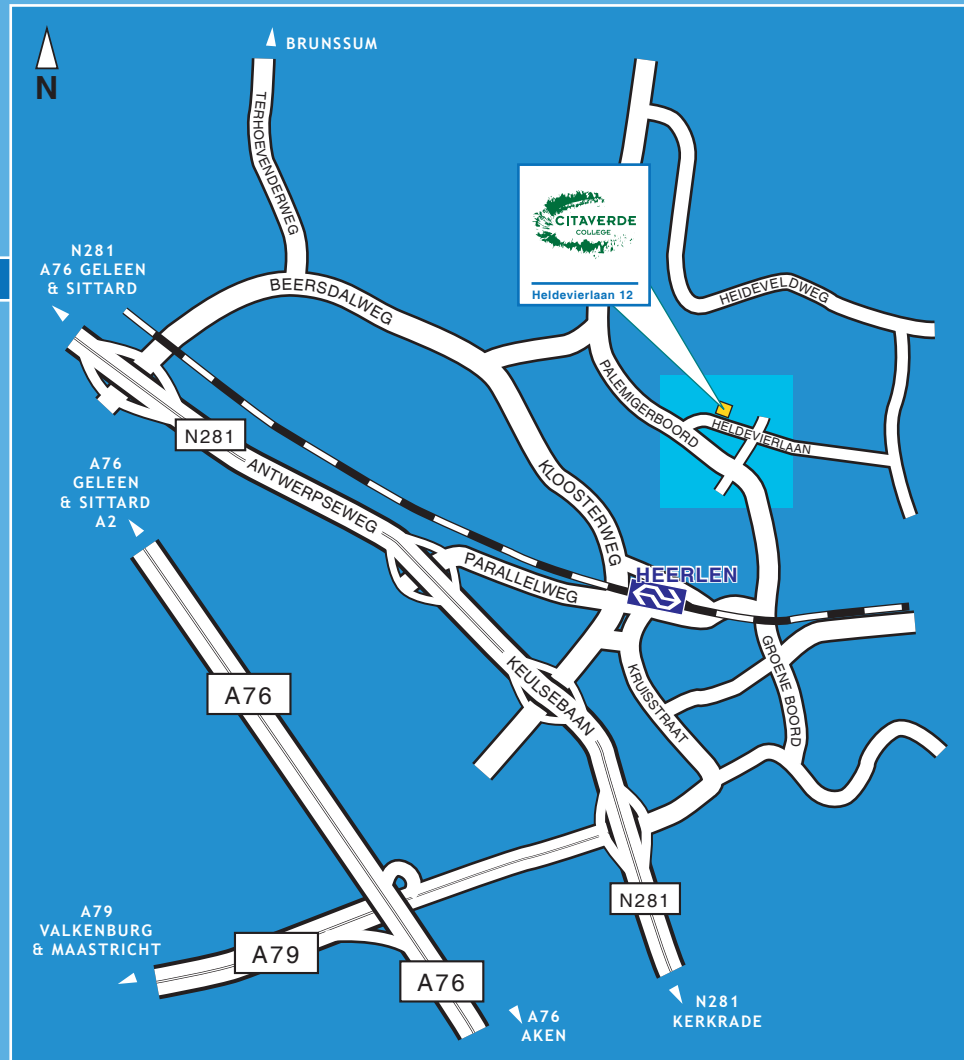 BRUNSSUM
N
TERHOEVENDERWEG
CITAVERDE
COLLEGE
Heldevierlaan 12
N281
A76 GELEEN
& SITTARD
BEERSDALWEG
HEIDEVELDWEG
PALEMIGERBOORD
HELDEVIERLAAN
N281
A76
GELEEN
& SITTARD
A2
ANTWERPSEWEG
KLOOSTERWEG
PARALLELWEG
HEERLEN
A76
KEULSEBAAN
KRUISSTRAAT
GROENE BOORD
N281
A79
VALKENBURG
& MAASTRICHT
A79
A76
A76
AKEN
N281
KERKRADE